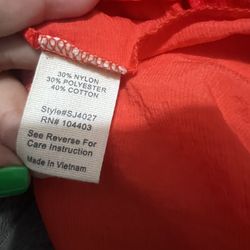 30% NYLON
30% POLYESTER
40% COTTON
Style#SJ4027
RN# 104403
See Reverse For
Care Instruction
Made In Vietnam